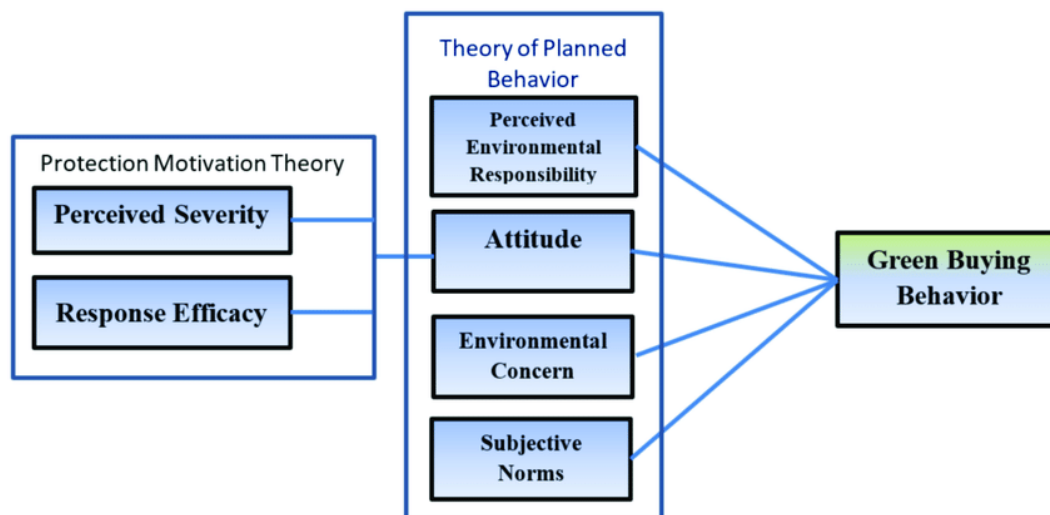 Protection Motivation Theory
Perceived Severity
Response Efficacy
Theory of Planned
Behavior
Perceived
Environmental
Responsibility
Attitude
Environmental
Concern
Subjective
Norms
Green Buying
Behavior